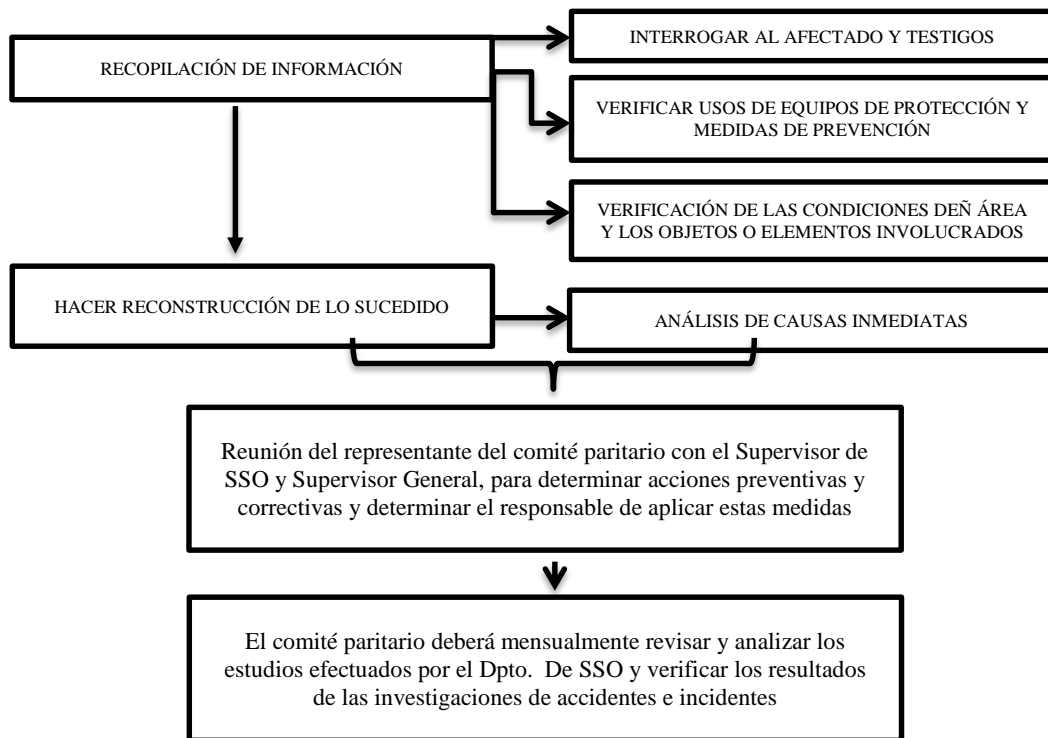 RECOPILACIÓN DE INFORMACIÓN
INTERROGAR AL AFECTADO Y TESTIGOS
VERIFICAR USOS DE EQUIPOS DE PROTECCIÓN Y
MEDIDAS DE PREVENCIÓN
VERIFICACIÓN DE LAS CONDICIONES DEÑ ÁREA
Y LOS OBJETOS O ELEMENTOS INVOLUCRADOS
HACER RECONSTRUCCIÓN DE LO SUCEDIDO
ANÁLISIS DE CAUSAS INMEDIATAS
Reunión del representante del comité paritario con el Supervisor de
SSO y Supervisor General, para determinar acciones preventivas y
correctivas y determinar el responsable de aplicar estas medidas
El comité paritario deberá mensualmente revisar y analizar los
estudios efectuados por el Dpto. De SSO y verificar los resultados
de las investigaciones de accidentes e incidentes